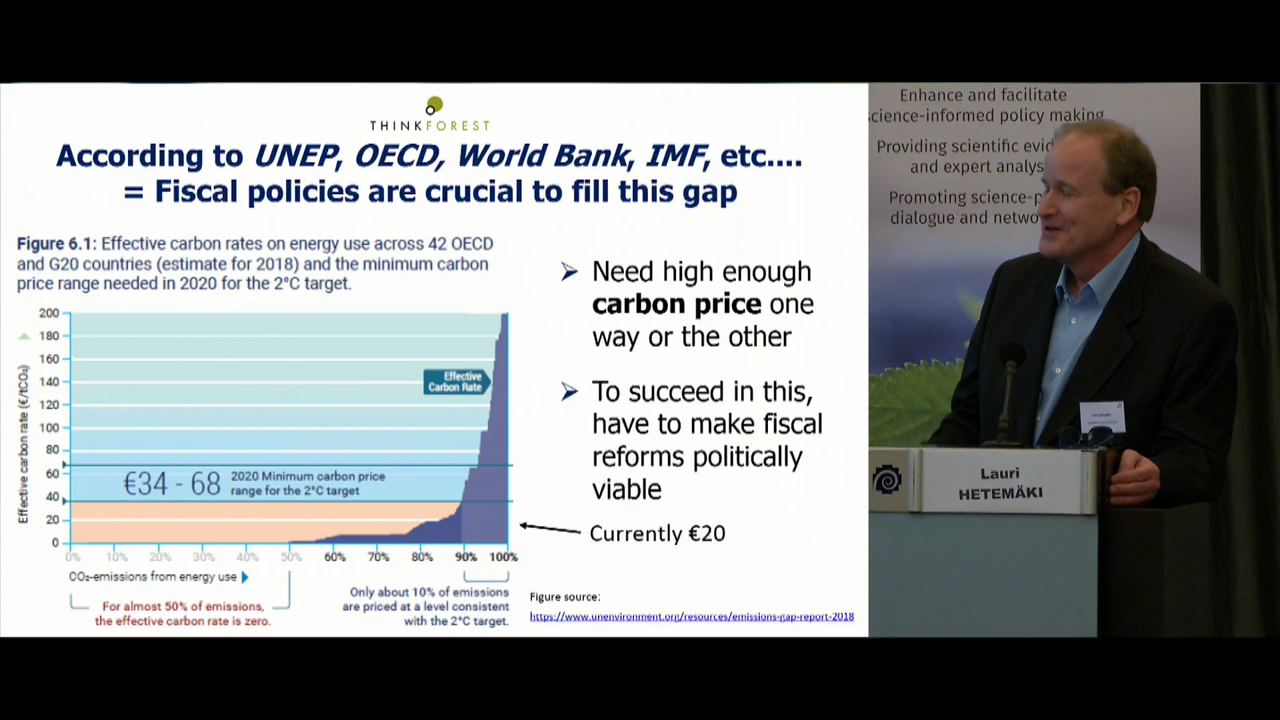 THINKFOREST
According to UNEP, OECD, World Bank, IMF, etc....
= Fiscal policies are crucial to fill this gap
Figure 6.1: Effective carbon rates on energy use across 42 OECD
and G20 countries (estimate for 2018) and the minimum carbon
price range needed in 2020 for the 2°C target.
Effective carbon rate (€/tCO₂)
200
180
160
140
120
100
80
60
40
20
0
Effective
Carbon Rate
€34 - 68
2020 Minimum carbon price
range for the 2°C target
0% 10% 20% 30% 40% 50% 60% 70% 80% 90% 100%
CO₂-emissions from energy use
For almost 50% of emissions,
the effective carbon rate is zero.
Only about 10% of emissions
are priced at a level consistent
with the 2°C target.
➢ Need high enough
carbon price one
way or the other
➢ To succeed in this,
have to make fiscal
reforms politically
viable
Currently €20
Figure source:
https://www.unenvironment.org/resources/emissions-gap-report-2018
Enhance and facilitate
science-informed policy making
Providing scientific
and expert
Promoting
dialogue and
Lauri
HETEMÄKI